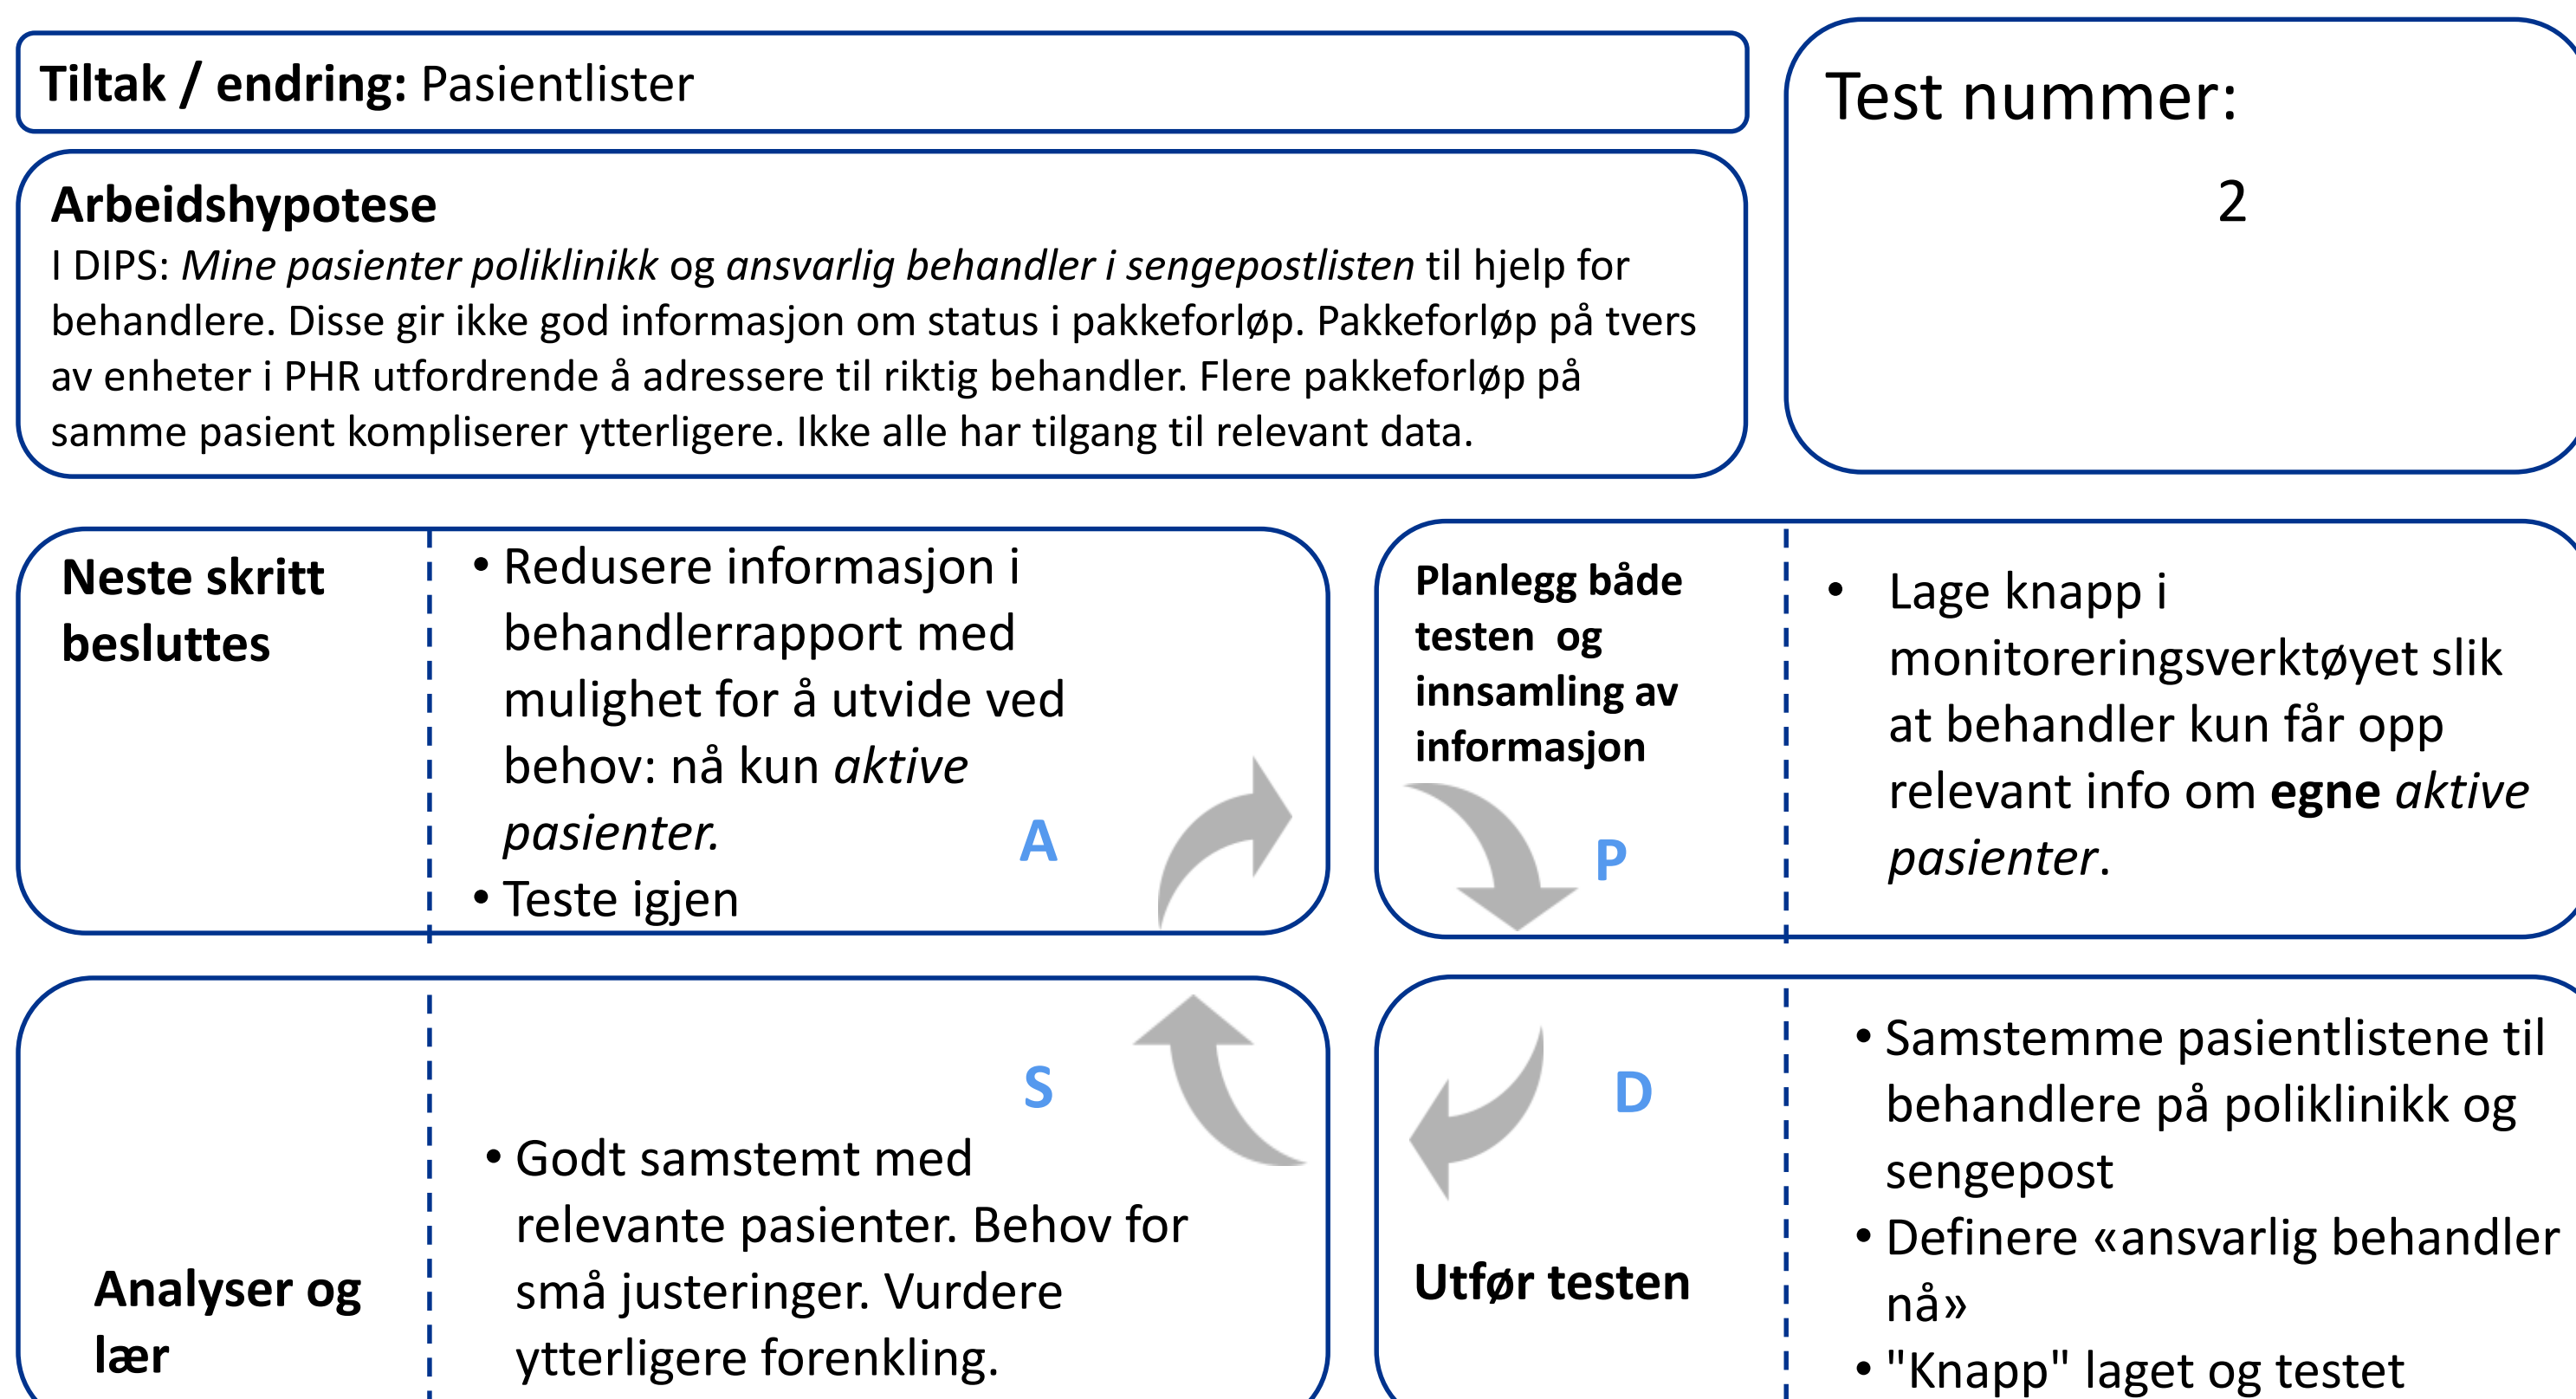 Tiltak / endring: Pasientlister
Test nummer:
2
Arbeidshypotese
I DIPS: Mine pasienter poliklinikk og ansvarlig behandler i sengepostlisten til hjelp for
behandlere. Disse gir ikke god informasjon om status i pakkeforløp. Pakkeforløp på tvers
av enheter i PHR utfordrende å adressere til riktig behandler. Flere pakkeforløp på
samme pasient kompliserer ytterligere. Ikke alle har tilgang til relevant data.
Neste skritt
besluttes
• Redusere informasjon i
behandlerrapport med
mulighet for å utvide ved
behov: nå kun aktive
pasienter.
• Teste igjen
A
Planlegg både
testen  og
innsamling av
informasjon
P
• Lage knapp i
monitoreringsverktøyet slik
at behandler kun får opp
relevant info om egne aktive
pasienter.
Analyser og
lær
S
• Godt samstemt med
relevante pasienter. Behov for
små justeringer. Vurdere
ytterligere forenkling.
D
Utfør testen
• Samstemme pasientlistene til
behandlere på poliklinikk og
sengepost
• Definere «ansvarlig behandler
nå»
• "Knapp" laget og testet